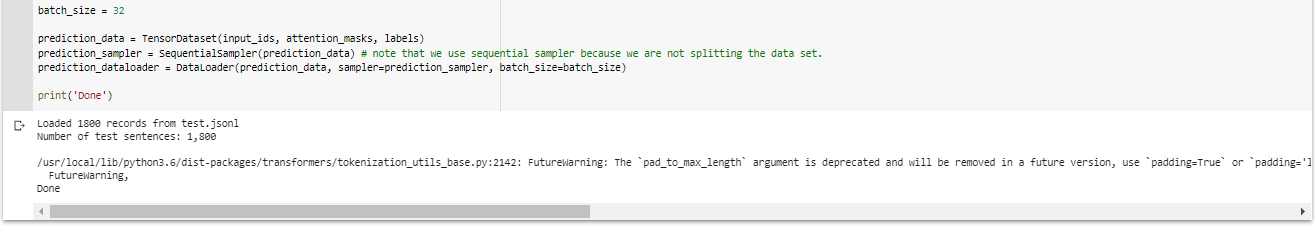 batch_size = 32
prediction_data = TensorDataset(input_ids, attention_masks, labels)
prediction_sampler = SequentialSampler(prediction_data) # note that we use sequential sampler because we are not splitting the data set.
prediction_dataloader = DataLoader(prediction_data, sampler=prediction_sampler, batch_size=batch_size)
print('Done')
Loaded 1800 records from test.jsonl
Number of test sentences: 1,800
/usr/local/lib/python3.6/dist-packages/transformers/tokenization_utils_base.py:2142: FutureWarning: The `pad_to_max_length` argument is deprecated and will be removed in a future version, use `padding=True` or `padding='l
  FutureWarning,
Done